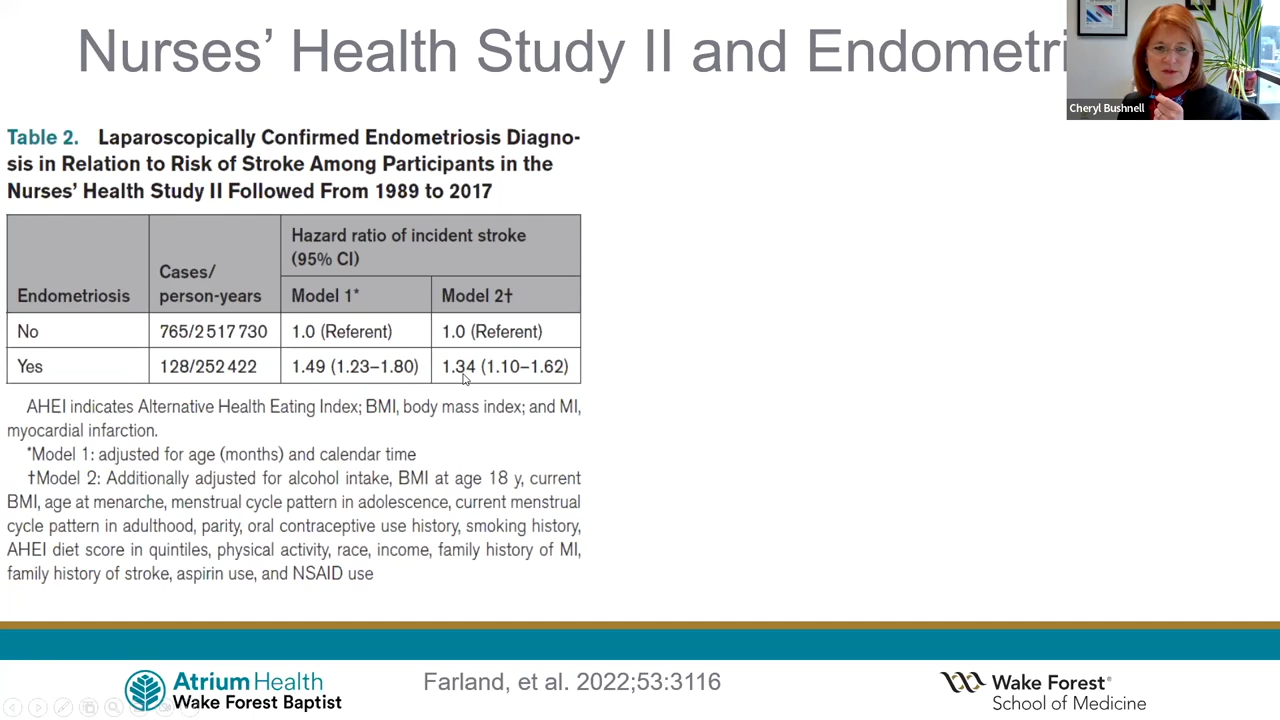 Nurses’ Health Study II and Endometri
Cheryl Bushnell
Table 2. Laparoscopically Confirmed Endometriosis Diagno-
sis in Relation to Risk of Stroke Among Participants in the
Nurses’ Health Study II Followed From 1989 to 2017
Endometriosis
Cases/
person-years
Hazard ratio of incident stroke
(95% CI)
Model 1*
Model 2†
No
765/2 517 730
1.0 (Referent)
1.0 (Referent)
Yes
128/252 422
1.49 (1.23–1.80)
1.34 (1.10–1.62)
AHEI indicates Alternative Health Eating Index; BMI, body mass index; and MI,
myocardial infarction.
*Model 1: adjusted for age (months) and calendar time
†Model 2: Additionally adjusted for alcohol intake, BMI at age 18 y, current
BMI, age at menarche, menstrual cycle pattern in adolescence, current menstrual
cycle pattern in adulthood, parity, oral contraceptive use history, smoking history,
AHEI diet score in quintiles, physical activity, race, income, family history of MI,
family history of stroke, aspirin use, and NSAID use
Atrium Health
Wake Forest Baptist
Farland, et al. 2022;53:3116
Wake Forest®
School of Medicine